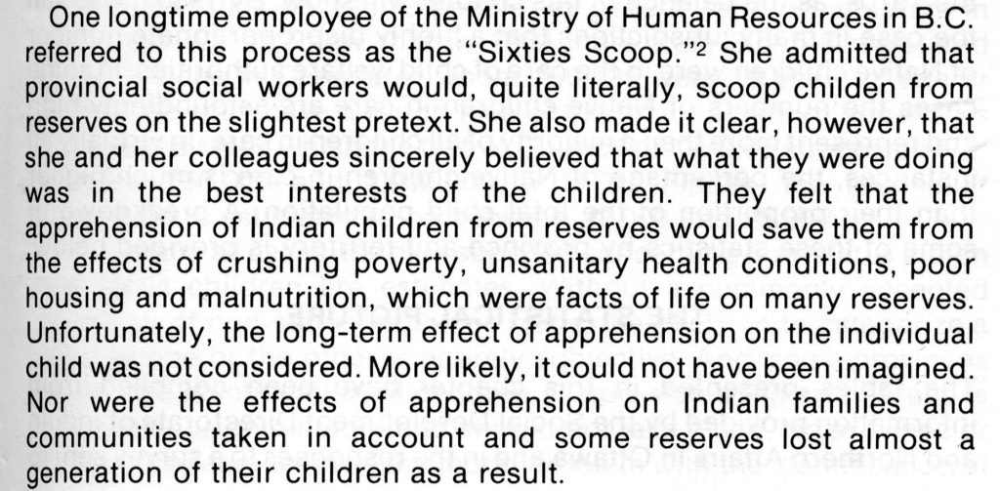 One longtime employee of the Ministry of Human Resources in B.C.
referred to this process as the “Sixties Scoop.”2 She admitted that
provincial social workers would, quite literally, scoop childen from
reserves on the slightest pretext. She also made it clear, however, that
she and her colleagues sincerely believed that what they were doing
was in the best interests of the children. They felt that the
apprehension of Indian children from reserves would save them from
the effects of crushing poverty, unsanitary health conditions, poor
housing and malnutrition, which were facts of life on many reserves.
Unfortunately, the long-term effect of apprehension on the individual
child was not considered. More likely, it could not have been imagined.
Nor were the effects of apprehension on Indian families and
communities taken in account and some reserves lost almost a
generation of their children as a result.